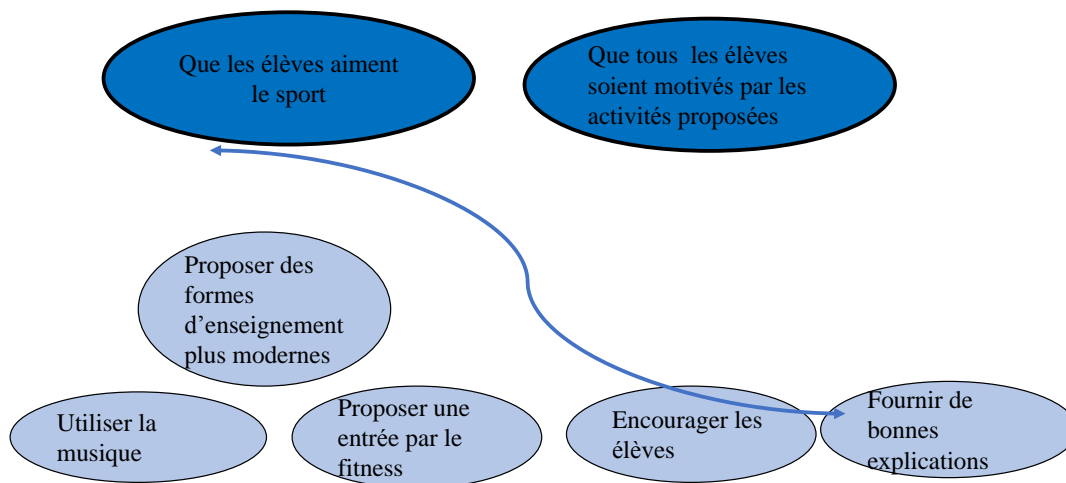 Que les élèves aiment
le sport
Que tous les élèves
soient motivés par les
activités proposées
Proposer des
formes
d’enseignement
plus modernes
Utiliser la
musique
Proposer une
entrée par le
fitness
Encourager les
élèves
Fournir de
bonnes
explications